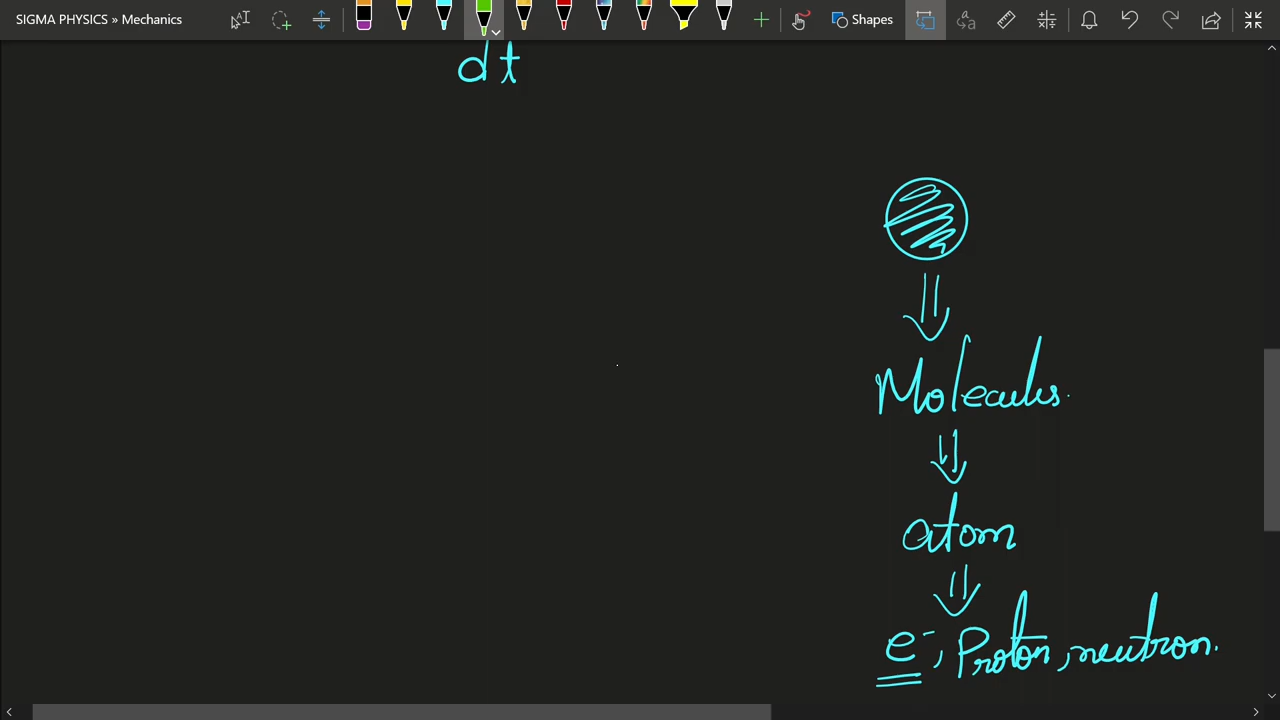 SIGMA PHYSICS » Mechanics
Shapes
dt
Molecules.
atom
e⁻, Proton, neutron.